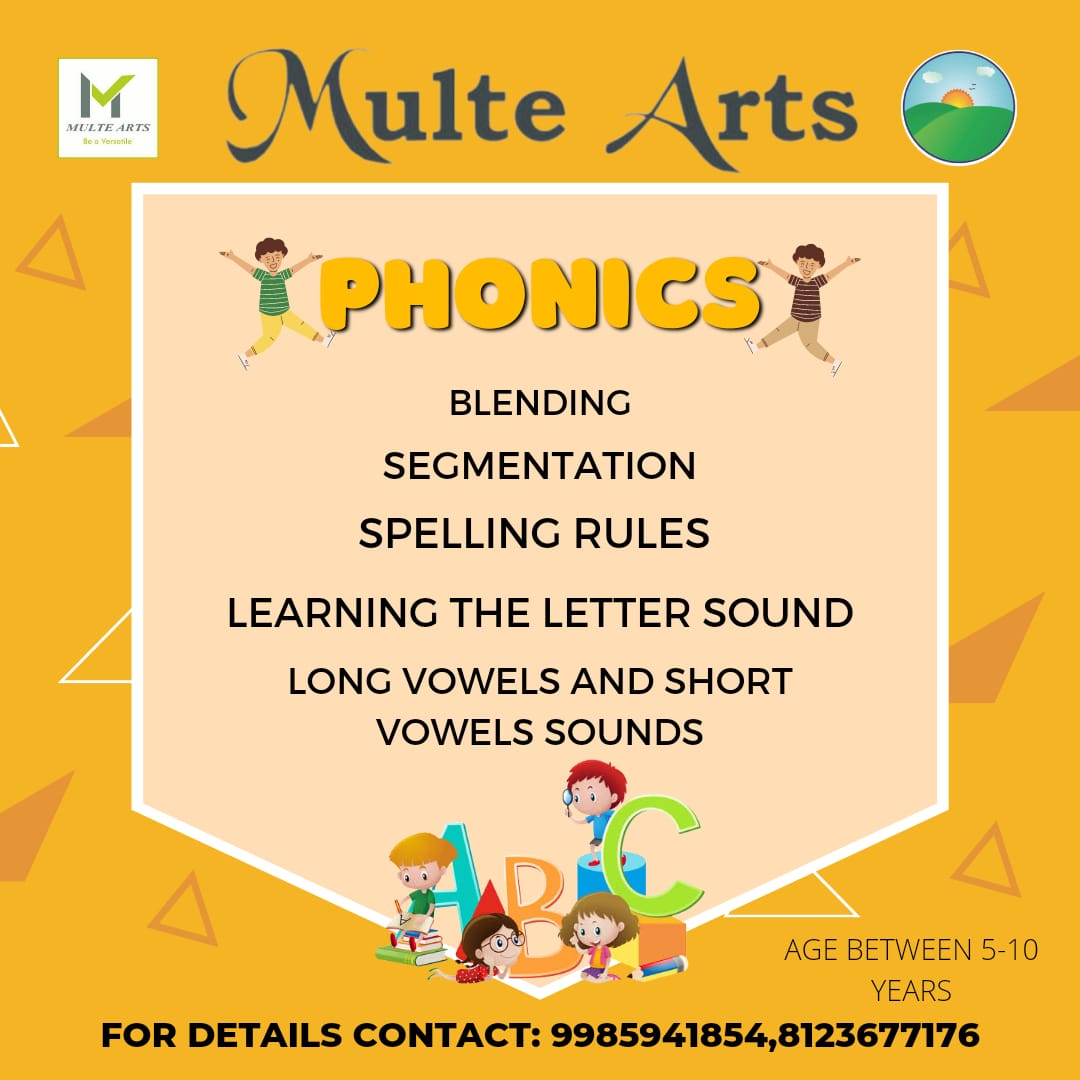 MULTE ARTS
Be a Versatile
Multe Arts
PHONICS
BLENDING
SEGMENTATION
SPELLING RULES
LEARNING THE LETTER SOUND
LONG VOWELS AND SHORT
VOWELS SOUNDS
ABC
AGE BETWEEN 5-10
YEARS
FOR DETAILS CONTACT: 9985941854,8123677176